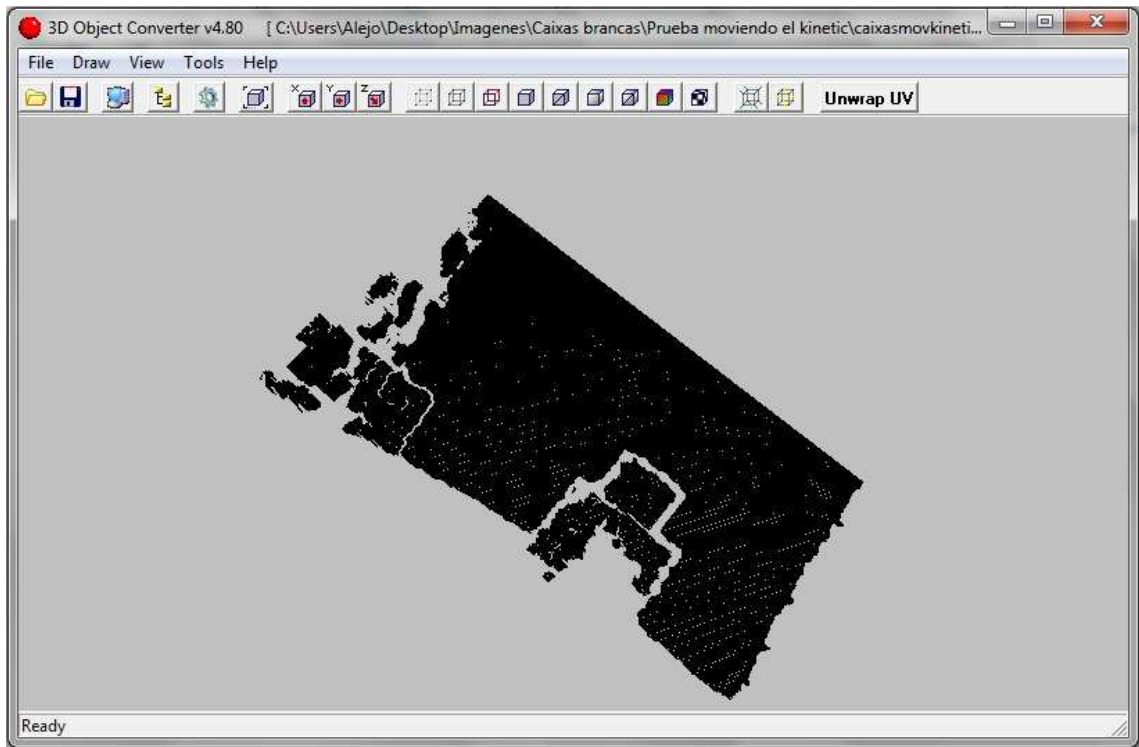 3D Object Converter v4.80 [ C:\Users\Alejo\Desktop\Imagenes\Caixas brancas\Prueba moviendo el kinetic\caixasmovkineti...
File Draw View Tools Help
X Y Z Unwrap UV
Ready